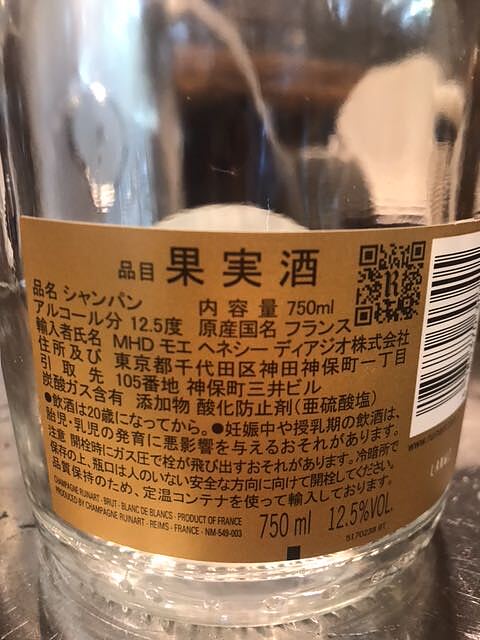 品目 果実酒
品名 シャンパン 内容量 750ml
アルコール分 12.5度 原産国名 フランス
輸入者氏名 MHD モエ ヘネシー ディアジオ株式会社
住所及び 東京都千代田区神田神保町一丁目
引取先 105番地 神保町三井ビル
炭酸ガス含有 添加物 酸化防止剤(亜硫酸塩)
●飲酒は20歳になってから。●妊娠中や授乳期の飲酒は、
胎児・乳児の発育に悪影響を与えるおそれがあります。
注意 開栓時にガス圧で栓が飛び出すおそれがあります。冷暗所で
保存の上、瓶口は人のいない安全な方向に向けて開栓してください。
品質保持のため、定温コンテナを使って輸入しております。
CHAMPAGNE RUINART - BRUT - BLANC DE BLANCS - PRODUCT OF FRANCE
PRODUCED BY CHAMPAGNE RUINART - REIMS - FRANCE - NM-549-003
750 ml 12.5%VOL.